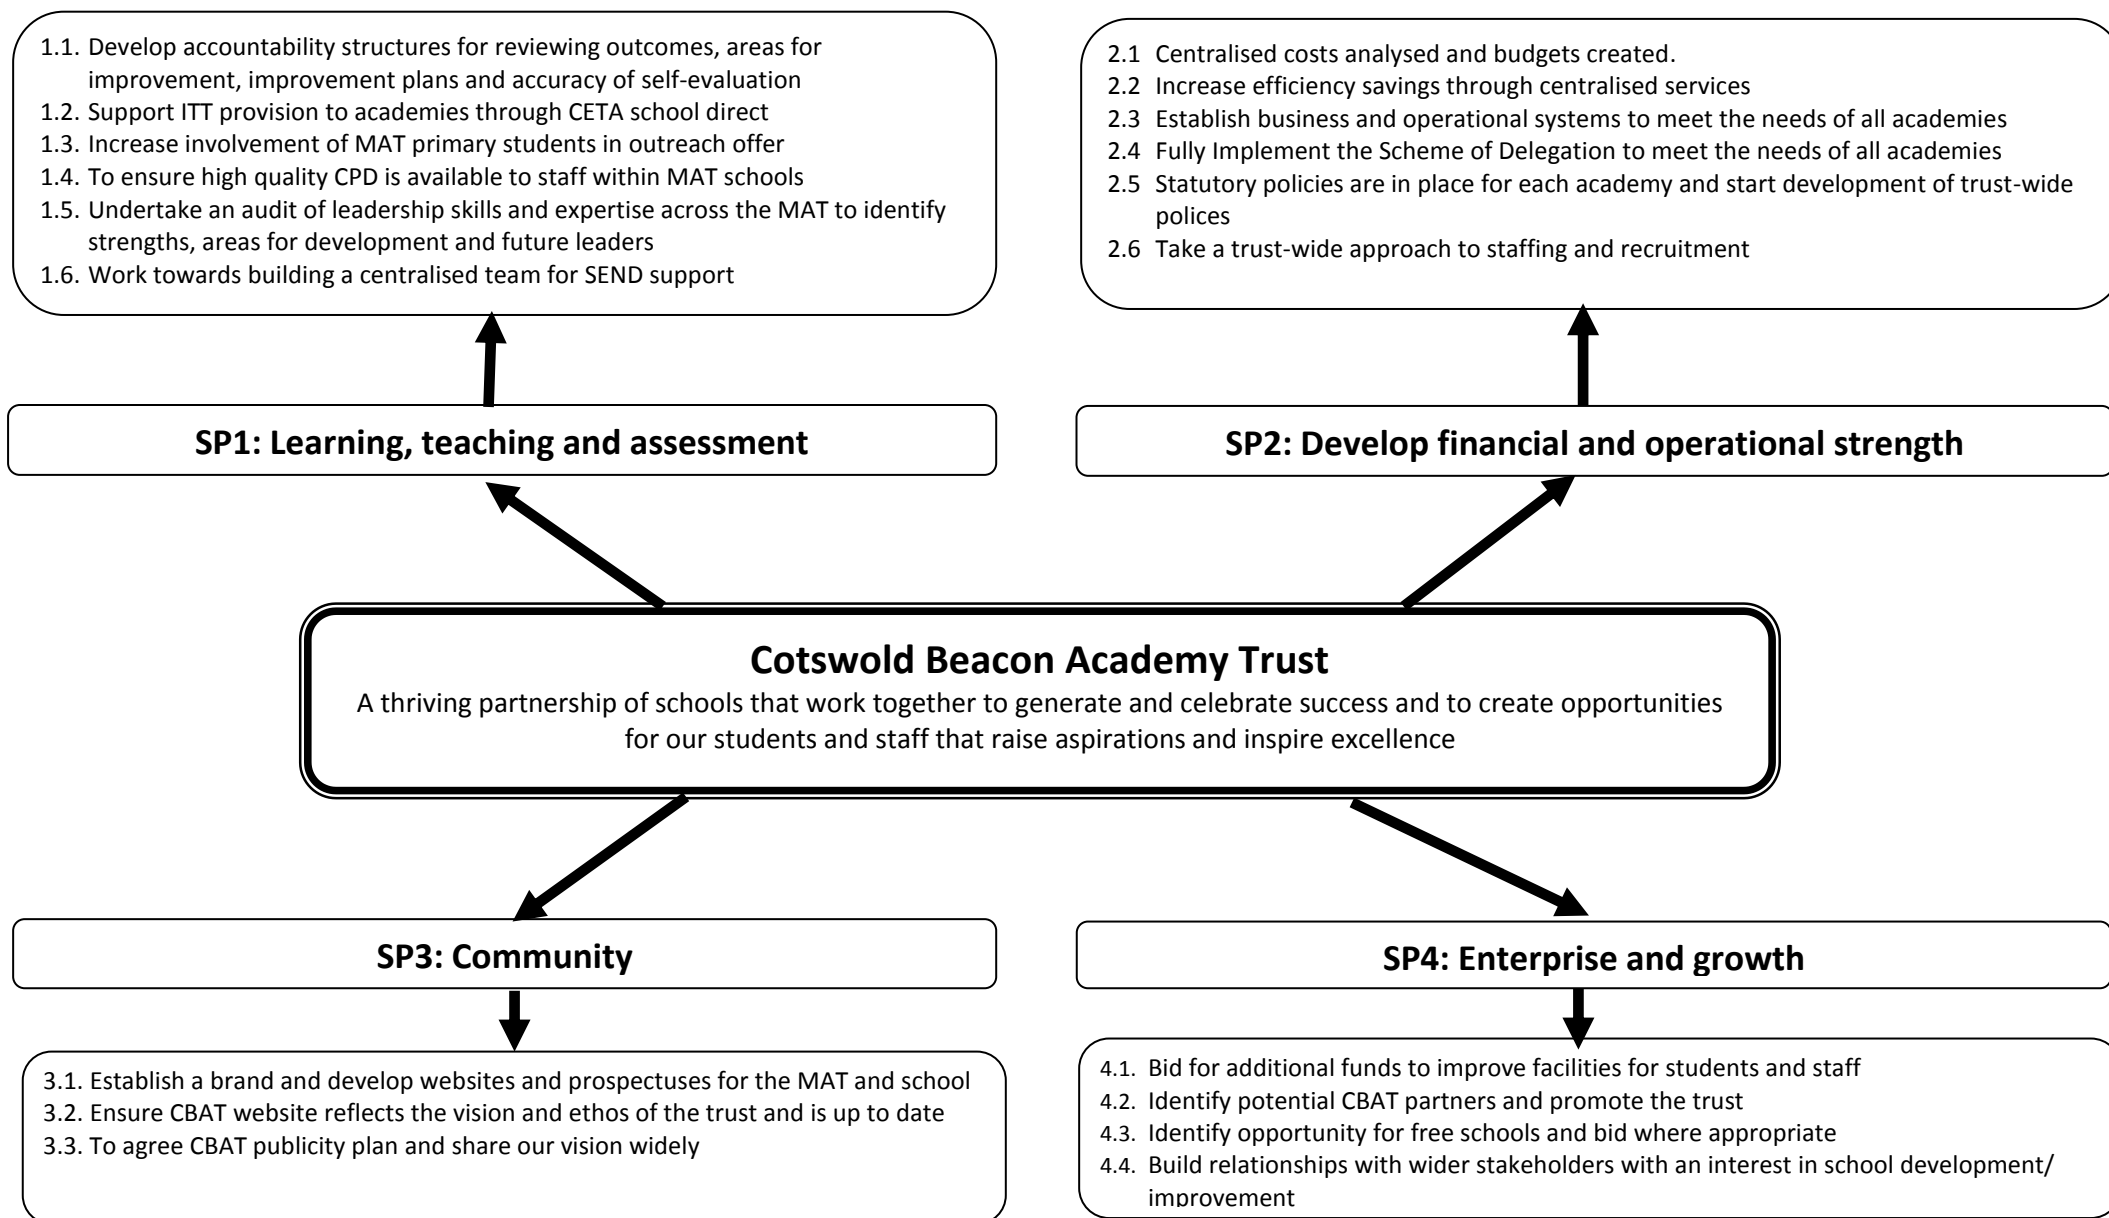 1.1. Develop accountability structures for reviewing outcomes, areas for
improvement, improvement plans and accuracy of self-evaluation
1.2. Support ITT provision to academies through CETA school direct
1.3. Increase involvement of MAT primary students in outreach offer
1.4. To ensure high quality CPD is available to staff within MAT schools
1.5. Undertake an audit of leadership skills and expertise across the MAT to identify
strengths, areas for development and future leaders
1.6. Work towards building a centralised team for SEND support
2.1 Centralised costs analysed and budgets created.
2.2 Increase efficiency savings through centralised services
2.3 Establish business and operational systems to meet the needs of all academies
2.4 Fully Implement the Scheme of Delegation to meet the needs of all academies
2.5 Statutory policies are in place for each academy and start development of trust-wide
polices
2.6 Take a trust-wide approach to staffing and recruitment
SP1: Learning, teaching and assessment
SP2: Develop financial and operational strength
Cotswold Beacon Academy Trust
A thriving partnership of schools that work together to generate and celebrate success and to create opportunities
for our students and staff that raise aspirations and inspire excellence
SP3: Community
SP4: Enterprise and growth
3.1. Establish a brand and develop websites and prospectuses for the MAT and school
3.2. Ensure CBAT website reflects the vision and ethos of the trust and is up to date
3.3. To agree CBAT publicity plan and share our vision widely
4.1. Bid for additional funds to improve facilities for students and staff
4.2. Identify potential CBAT partners and promote the trust
4.3. Identify opportunity for free schools and bid where appropriate
4.4. Build relationships with wider stakeholders with an interest in school development/
improvement